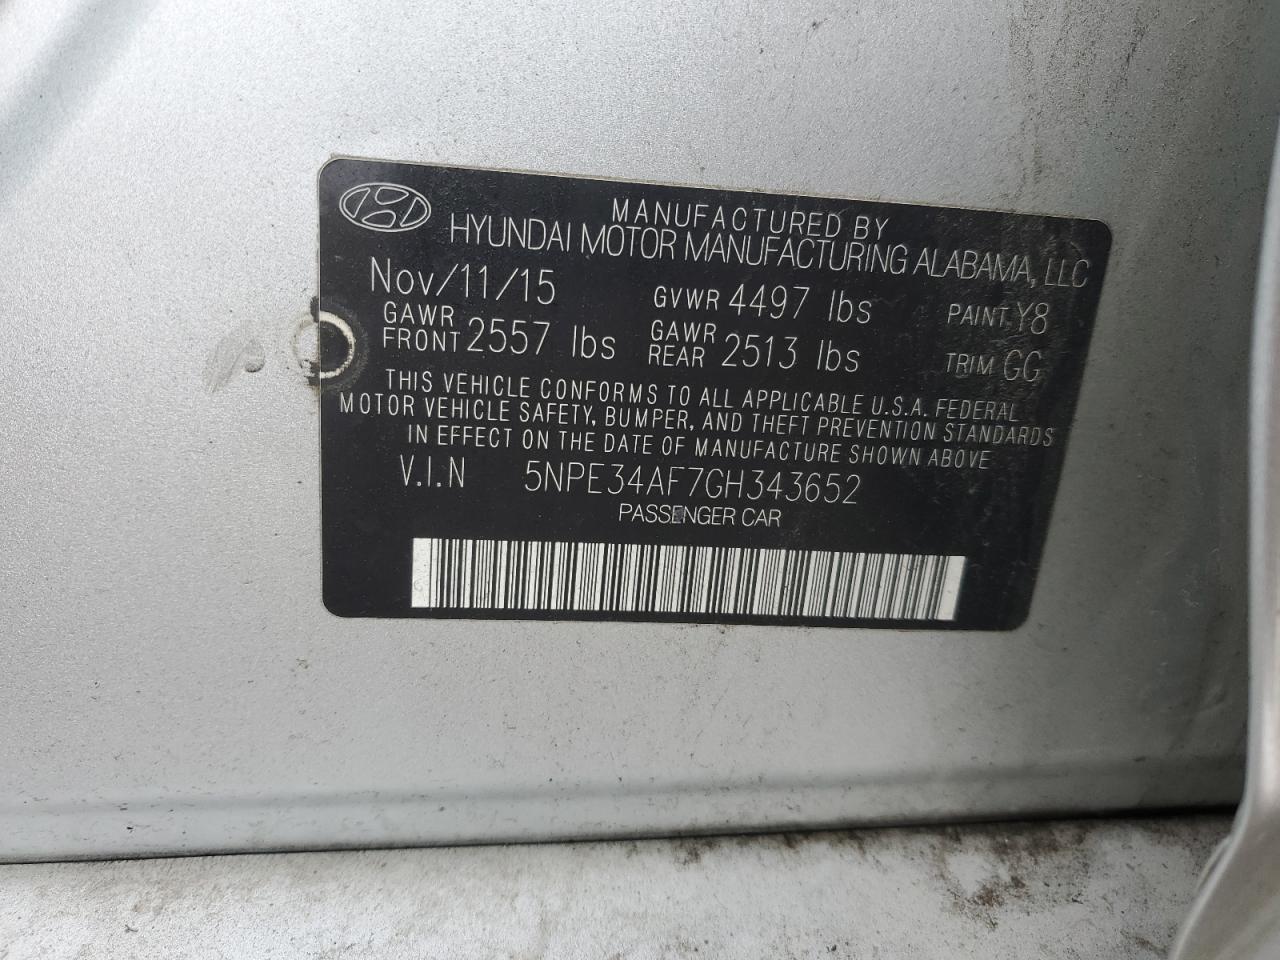 MANUFACTURED BY
HYUNDAI MOTOR MANUFACTURING ALABAMA, LLC
Nov/11/15 GVWR 4497 lbs PAINT Y8
GAWR FRONT 2557 lbs GAWR REAR 2513 lbs TRIM GG
THIS VEHICLE CONFORMS TO ALL APPLICABLE U.S.A. FEDERAL
MOTOR VEHICLE SAFETY, BUMPER, AND THEFT PREVENTION STANDARDS
IN EFFECT ON THE DATE OF MANUFACTURE SHOWN ABOVE
V.I.N 5NPE34AF7GH343652
PASSENGER CAR